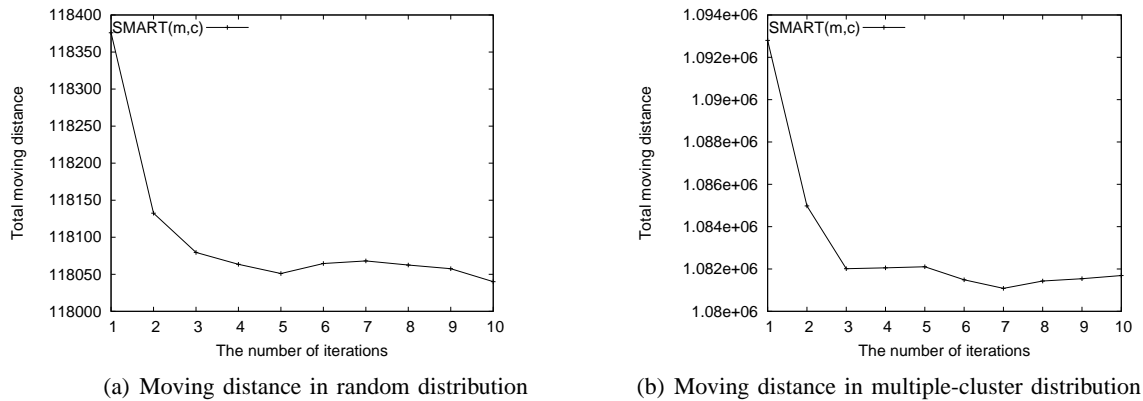 118400
118350
118300
118250
118200
118150
118100
118050
118000
Total moving distance
SMART(m,c)
1 2 3 4 5 6 7 8 9 10
The number of iterations
(a) Moving distance in random distribution
1.094e+06
1.092e+06
1.09e+06
1.088e+06
1.086e+06
1.084e+06
1.082e+06
1.08e+06
Total moving distance
SMART(m,c)
1 2 3 4 5 6 7 8 9 10
The number of iterations
(b) Moving distance in multiple-cluster distribution